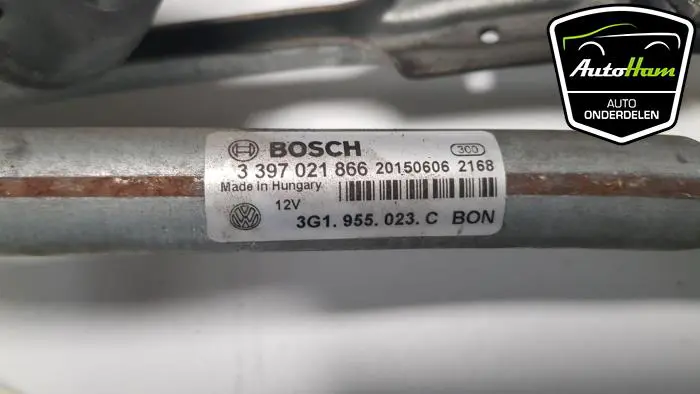 AutoHam
AUTO
ONDERDELEN
BOSCH
300
3 397 021 866 20150606 2168
Made in Hungary
12V
3G1. 955. 023. C BON